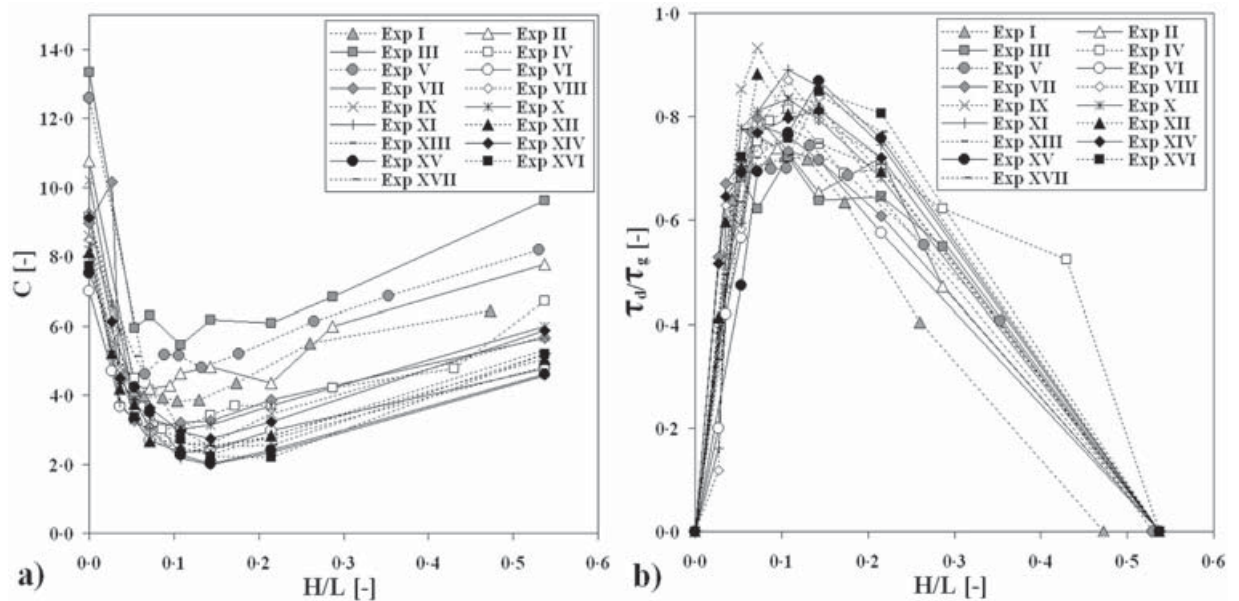 14·0
12·0
10·0
8·0
6·0
4·0
2·0
0·0
C [-]
Exp I Exp II
Exp III Exp IV
Exp V Exp VI
Exp VII Exp VIII
Exp IX Exp X
Exp XI Exp XII
Exp XIII Exp XIV
Exp XV Exp XVI
Exp XVII
0·0 0·1 0·2 0·3 0·4 0·5 0·6
a) H/L [-]
1·0
0·8
0·6
0·4
0·2
0·0
τd/τg [-]
Exp I Exp II
Exp III Exp IV
Exp V Exp VI
Exp VII Exp VIII
Exp IX Exp X
Exp XI Exp XII
Exp XIII Exp XIV
Exp XV Exp XVI
Exp XVII
0·0 0·1 0·2 0·3 0·4 0·5 0·6
b) H/L [-]